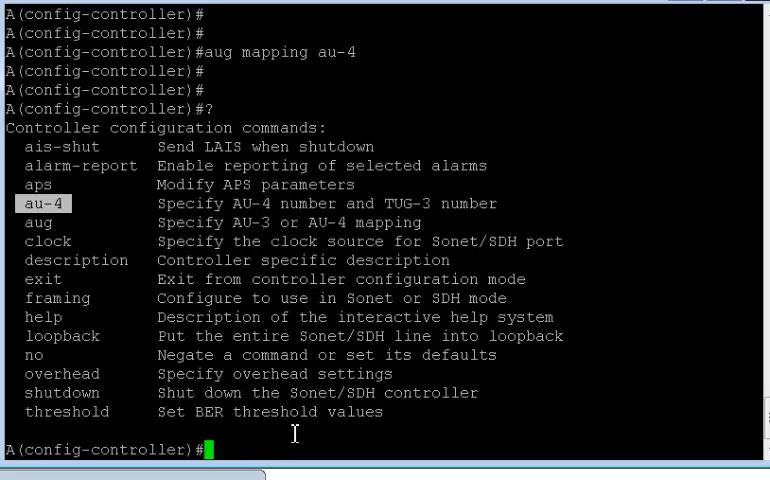 A(config-controller)#
A(config-controller)#
A(config-controller)#aug mapping au-4
A(config-controller)#
A(config-controller)#
A(config-controller)#?
Controller configuration commands:
  ais-shut      Send LAIS when shutdown
  alarm-report  Enable reporting of selected alarms
  aps           Modify APS parameters
  au-4          Specify AU-4 number and TUG-3 number
  aug           Specify AU-3 or AU-4 mapping
  clock         Specify the clock source for Sonet/SDH port
  description   Controller specific description
  exit          Exit from controller configuration mode
  framing       Configure to use in Sonet or SDH mode
  help          Description of the interactive help system
  loopback      Put the entire Sonet/SDH line into loopback
  no            Negate a command or set its defaults
  overhead      Specify overhead settings
  shutdown      Shut down the Sonet/SDH controller
  threshold     Set BER threshold values
A(config-controller)#